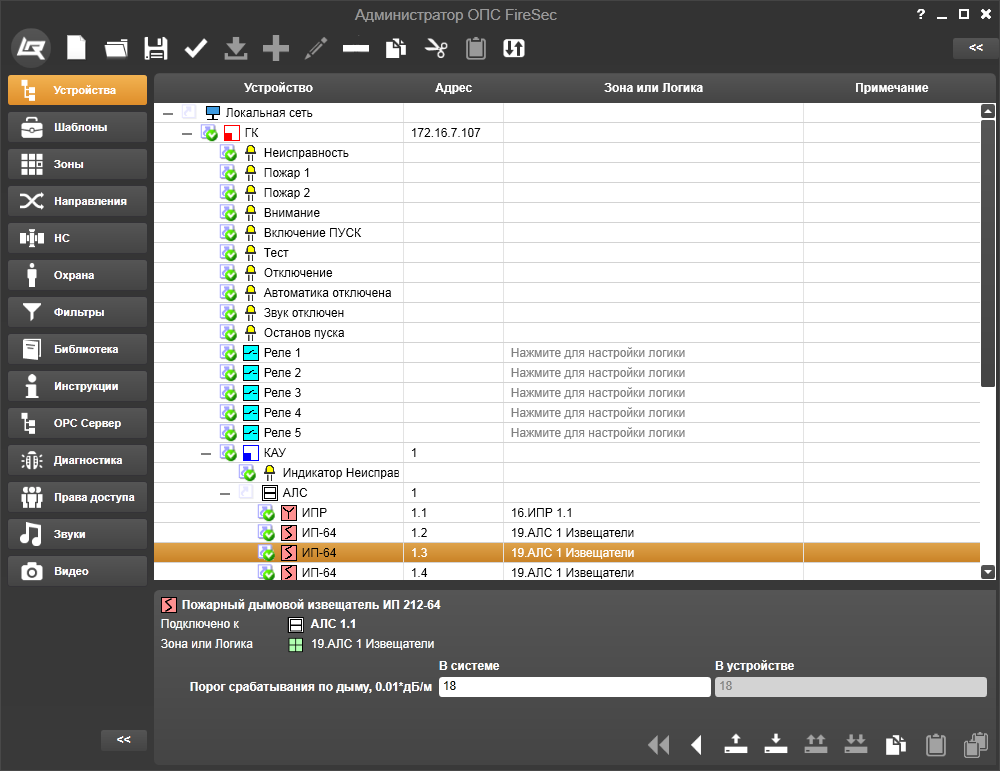 Администратор ОПС FireSec
?
<<
Устройства
Шаблоны
Зоны
Направления
НС
Охрана
Фильтры
Библиотека
Инструкции
OPC Сервер
Диагностика
Права доступа
Звуки
Видео
<<
Устройство Адрес Зона или Логика Примечание
Локальная сеть
ГК 172.16.7.107
Неисправность
Пожар 1
Пожар 2
Внимание
Включение ПУСК
Тест
Отключение
Автоматика отключена
Звук отключен
Останов пуска
Реле 1 Нажмите для настройки логики
Реле 2 Нажмите для настройки логики
Реле 3 Нажмите для настройки логики
Реле 4 Нажмите для настройки логики
Реле 5 Нажмите для настройки логики
КАУ 1
Индикатор Неисправ
АЛС 1
ИПР 1.1 16.ИПР 1.1
ИП-64 1.2 19.АЛС 1 Извещатели
ИП-64 1.3 19.АЛС 1 Извещатели
ИП-64 1.4 19.АЛС 1 Извещатели
Пожарный дымовой извещатель ИП 212-64
Подключено к АЛС 1.1
Зона или Логика 19.АЛС 1 Извещатели
В системе В устройстве
Порог срабатывания по дыму, 0.01*дБ/м 18 18